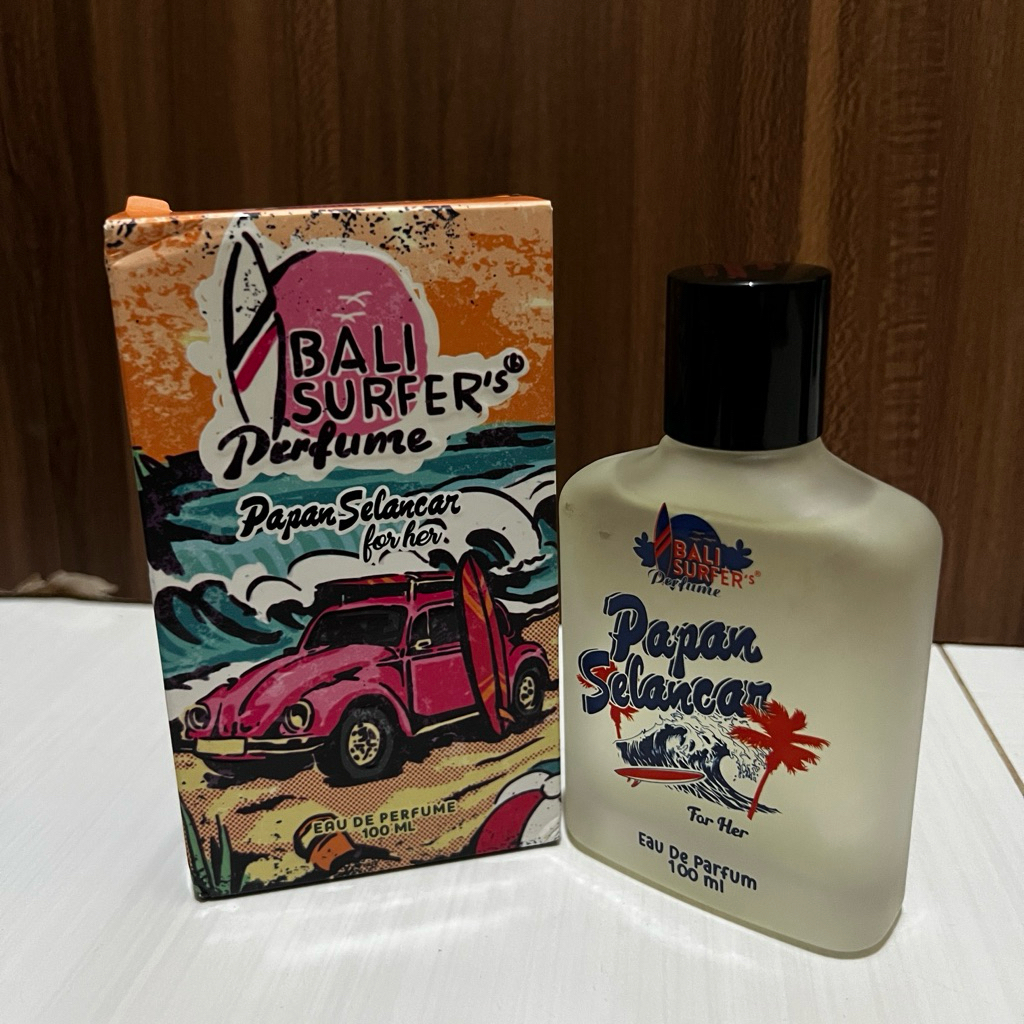 BALI
SURFER's®
Perfume
Papan Selancar
for her.
EAU DE PERFUME
100 ML
BALI
SURFER's®
Perfume
Papan
Selancar
For Her
Eau De Parfum
100 ml